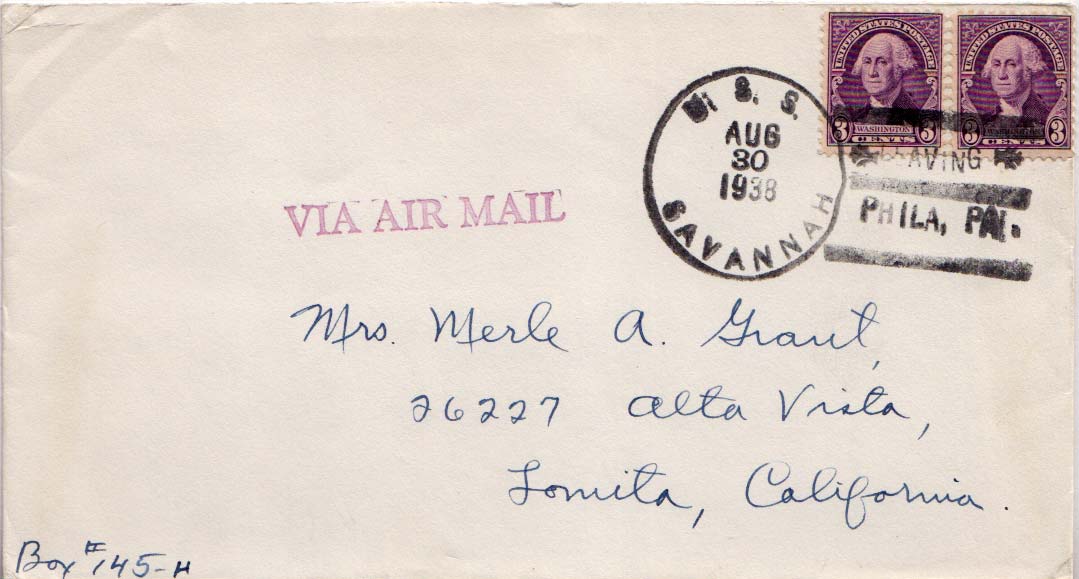 UNITED STATES POSTAGE UNITED STATES POSTAGE
3 WASHINGTON 3 3 WASHINGTON 3
CENTS CENTS
U. S. S.
AUG
30
1938
SAVANNAH
LEAVING
PHILA, PA.
VIA AIR MAIL
Mrs. Merle A. Grant,
26227 Alta Vista,
Lomita, California.
Box #145-H